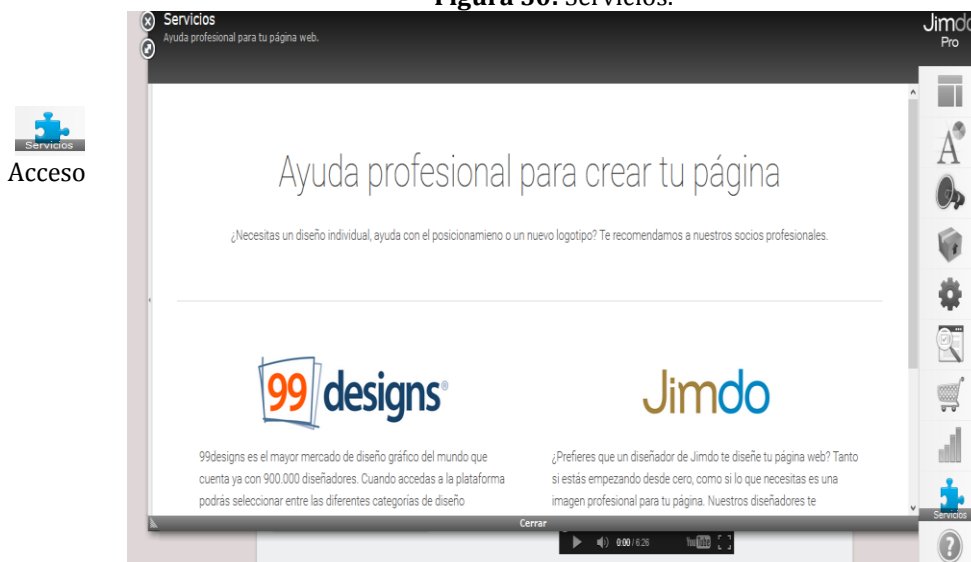 Figura 30: Servicios.
Servicios
Ayuda profesional para tu página web.
Jimdo
Pro
Servicios
Acceso
Ayuda profesional para crear tu página
¿Necesitas un diseño individual, ayuda con el posicionamieno o un nuevo logotipo? Te recomendamos a nuestros socios profesionales.
99designs®
99designs es el mayor mercado de diseño gráfico del mundo que
cuenta ya con 900.000 diseñadores. Cuando accedas a la plataforma
podrás seleccionar entre las diferentes categorías de diseño
Jimdo
¿Prefieres que un diseñador de Jimdo te diseñe tu página web? Tanto
si estás empezando desde cero, como si lo que necesitas es una
imagen profesional para tu página. Nuestros diseñadores te
Servicios
Cerrar
0:00 / 6:26
YouTube